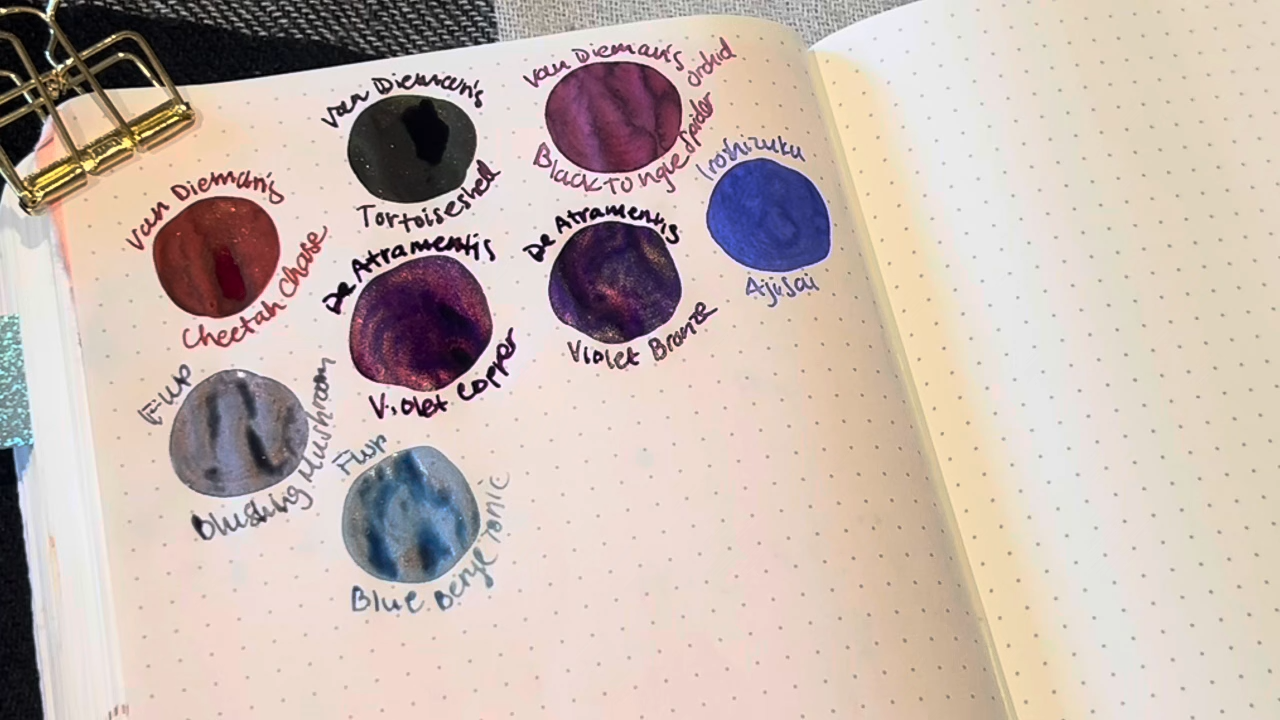 Van Dieman's
Tortoiseshell
Van Dieman's
Black Tongue Spider
Orchid
Iroshizuku
Ajisai
Van Dieman's
Cheetah Chase
De Atramentis
Violet Copper
De Atramentis
Violet Bronze
FWP
Blushing Mushroom
FWP
Blue Beryl Tonic